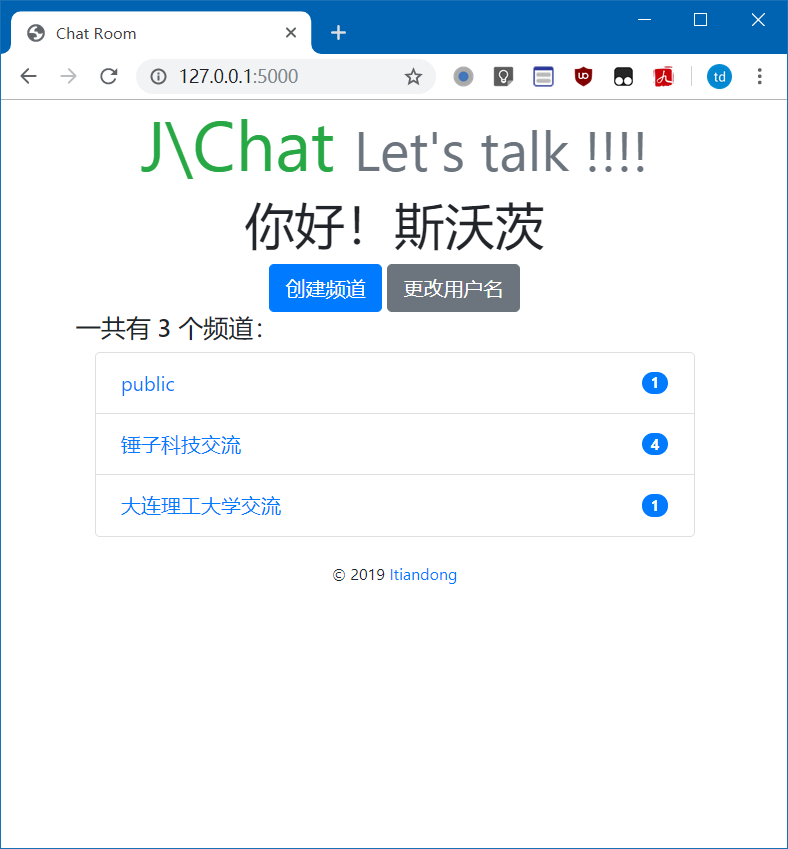 Chat Room
127.0.0.1:5000
td
J\Chat Let's talk !!!!
你好！斯沃茨
创建频道 更改用户名
一共有 3 个频道：
public 1
锤子科技交流 4
大连理工大学交流 1
© 2019 Itiandong